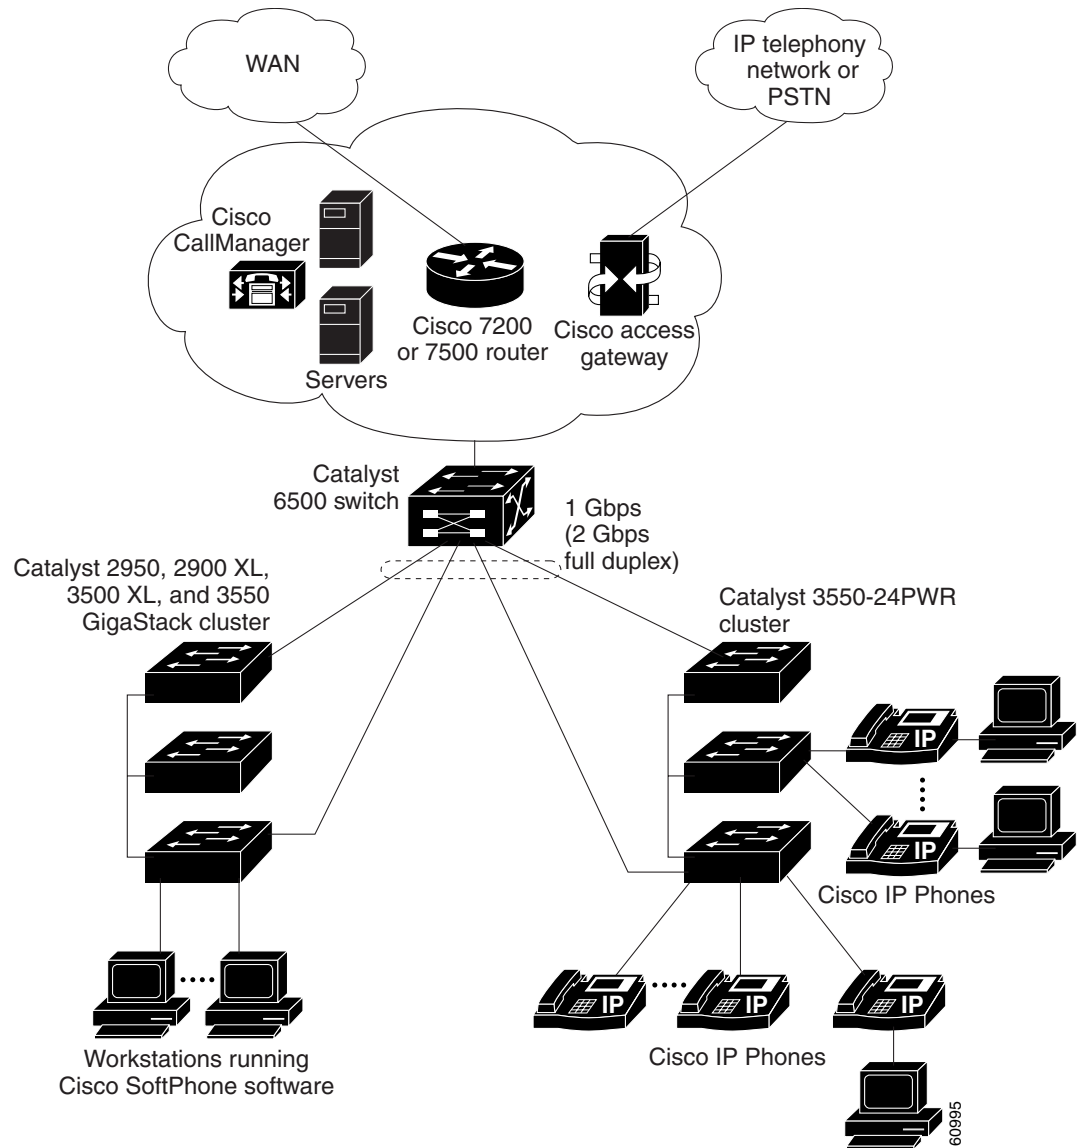 WAN
IP telephony
network or
PSTN
Cisco
CallManager
Servers
Cisco 7200
or 7500 router
Cisco access
gateway
Catalyst
6500 switch
1 Gbps
(2 Gbps
full duplex)
Catalyst 2950, 2900 XL,
3500 XL, and 3550
GigaStack cluster
Catalyst 3550-24PWR
cluster
IP
IP
Cisco IP Phones
IP
IP
IP
Cisco IP Phones
Workstations running
Cisco SoftPhone software
60995